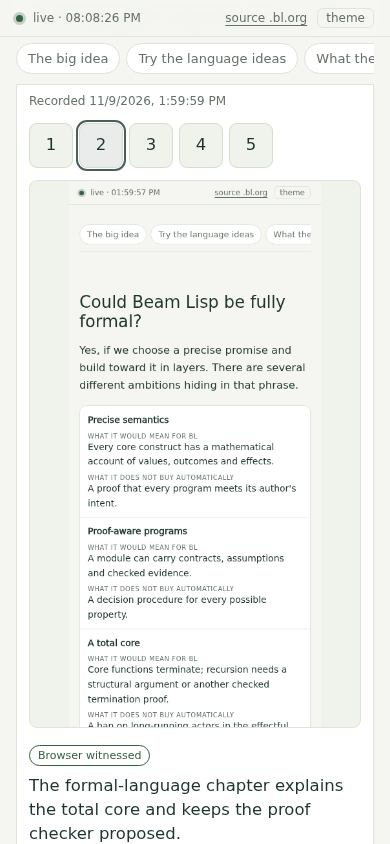 live · 08:08:26 PM
source .bl.org
theme
The big idea
Try the language ideas
What the
Recorded 11/9/2026, 1:59:59 PM
1
2
3
4
5
live · 01:59:57 PM
source .bl.org
theme
The big idea
Try the language ideas
What the
Could Beam Lisp be fully
formal?
Yes, if we choose a precise promise and
build toward it in layers. There are several
different ambitions hiding in that phrase.
Precise semantics
WHAT IT WOULD MEAN FOR BL
Every core construct has a mathematical
account of values, outcomes and effects.
WHAT IT DOES NOT BUY AUTOMATICALLY
A proof that every program meets its author's
intent.
Proof-aware programs
WHAT IT WOULD MEAN FOR BL
A module can carry contracts, assumptions
and checked evidence.
WHAT IT DOES NOT BUY AUTOMATICALLY
A decision procedure for every possible
property.
A total core
WHAT IT WOULD MEAN FOR BL
Core functions terminate; recursion needs a
structural argument or another checked
termination proof.
WHAT IT DOES NOT BUY AUTOMATICALLY
A ban on long-running actors in the effectful
Browser witnessed
The formal-language chapter explains
the total core and keeps the proof
checker proposed.